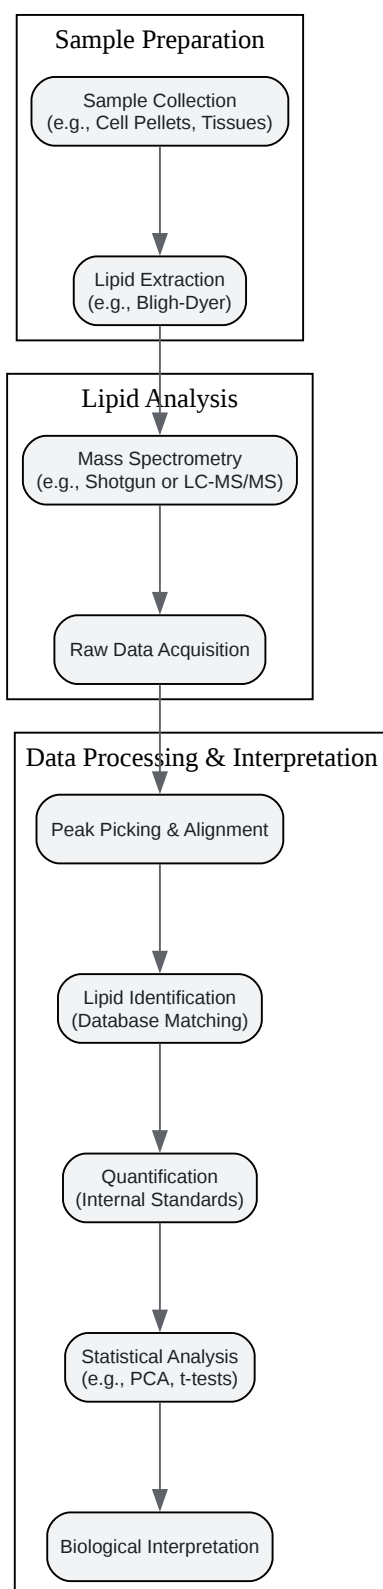 Sample Preparation
Sample Collection
(e.g., Cell Pellets, Tissues)
Lipid Extraction
(e.g., Bligh-Dyer)
Lipid Analysis
Mass Spectrometry
(e.g., Shotgun or LC-MS/MS)
Raw Data Acquisition
Data Processing & Interpretation
Peak Picking & Alignment
Lipid Identification
(Database Matching)
Quantification
(Internal Standards)
Statistical Analysis
(e.g., PCA, t-tests)
Biological Interpretation